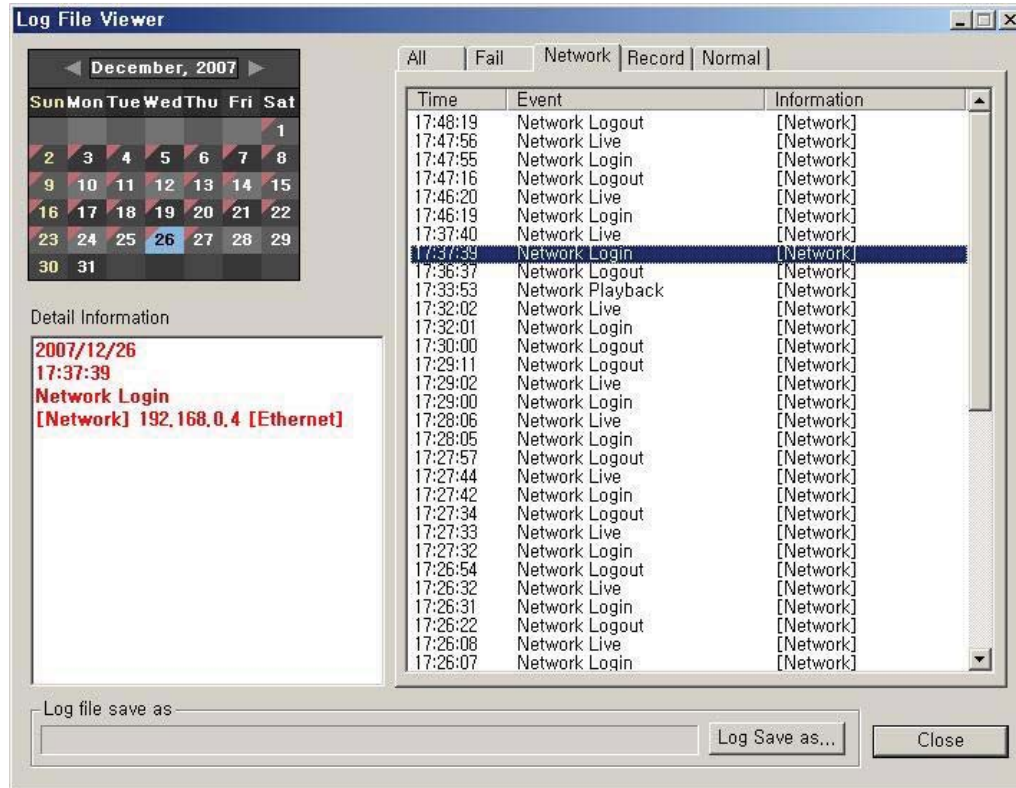 Log File Viewer
December, 2007
Sun Mon Tue Wed Thu Fri Sat
1
2 3 4 5 6 7 8
9 10 11 12 13 14 15
16 17 18 19 20 21 22
23 24 25 26 27 28 29
30 31
Detail Information
2007/12/26
17:37:39
Network Login
[Network] 192.168.0.4 [Ethernet]
All Fail Network Record Normal
Time Event Information
17:48:19 Network Logout [Network]
17:47:56 Network Live [Network]
17:47:55 Network Login [Network]
17:47:16 Network Logout [Network]
17:46:20 Network Live [Network]
17:46:19 Network Login [Network]
17:37:40 Network Live [Network]
17:37:39 Network Login [Network]
17:36:37 Network Logout [Network]
17:33:53 Network Playback [Network]
17:32:02 Network Live [Network]
17:32:01 Network Login [Network]
17:30:00 Network Logout [Network]
17:29:11 Network Logout [Network]
17:29:02 Network Live [Network]
17:29:00 Network Login [Network]
17:28:06 Network Live [Network]
17:28:05 Network Login [Network]
17:27:57 Network Logout [Network]
17:27:44 Network Live [Network]
17:27:42 Network Login [Network]
17:27:34 Network Logout [Network]
17:27:33 Network Live [Network]
17:27:32 Network Login [Network]
17:26:54 Network Logout [Network]
17:26:32 Network Live [Network]
17:26:31 Network Login [Network]
17:26:22 Network Logout [Network]
17:26:08 Network Live [Network]
17:26:07 Network Login [Network]
Log file save as
Log Save as...
Close